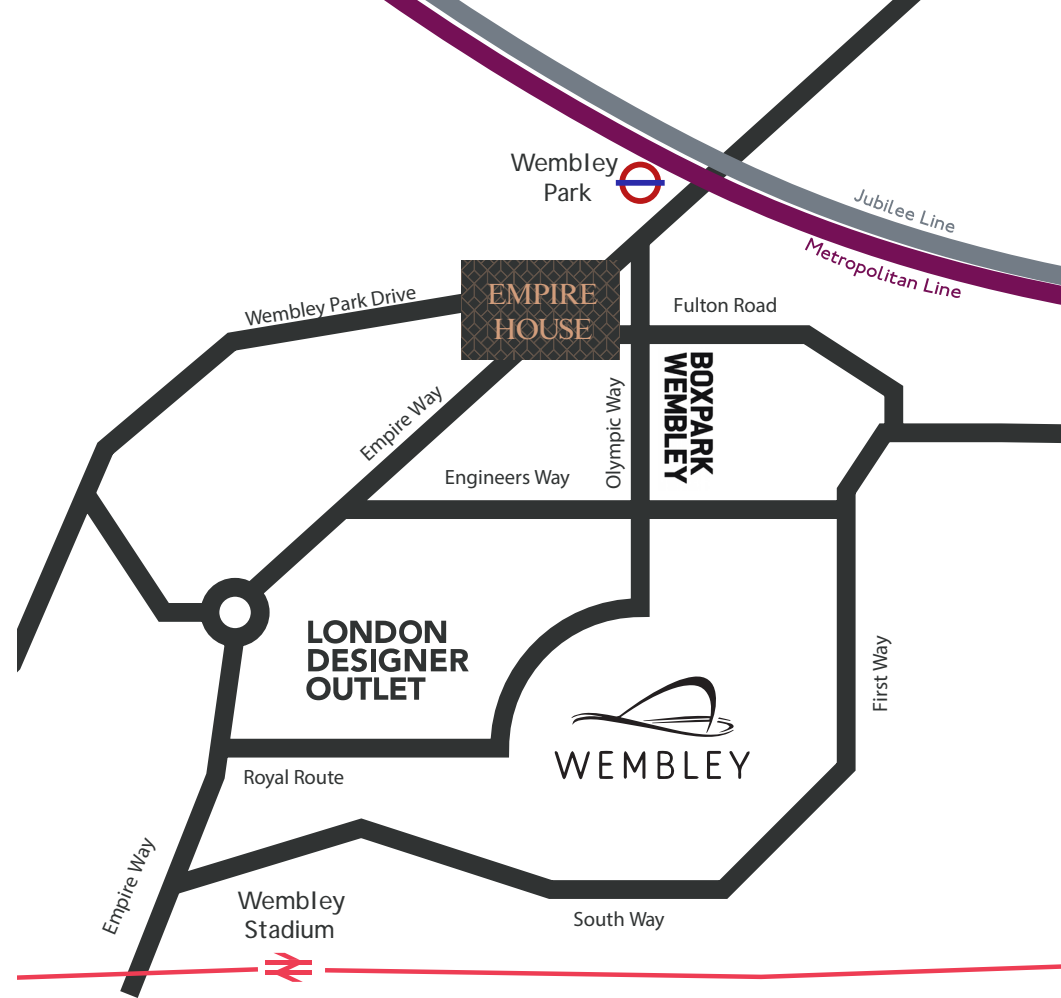 Wembley
Park
Jubilee Line
Metropolitan Line
Wembley Park Drive
EMPIRE
HOUSE
Fulton Road
BOXPARK
WEMBLEY
Olympic Way
Empire Way
Engineers Way
LONDON
DESIGNER
OUTLET
First Way
WEMBLEY
Royal Route
Empire Way
Wembley
Stadium
South Way